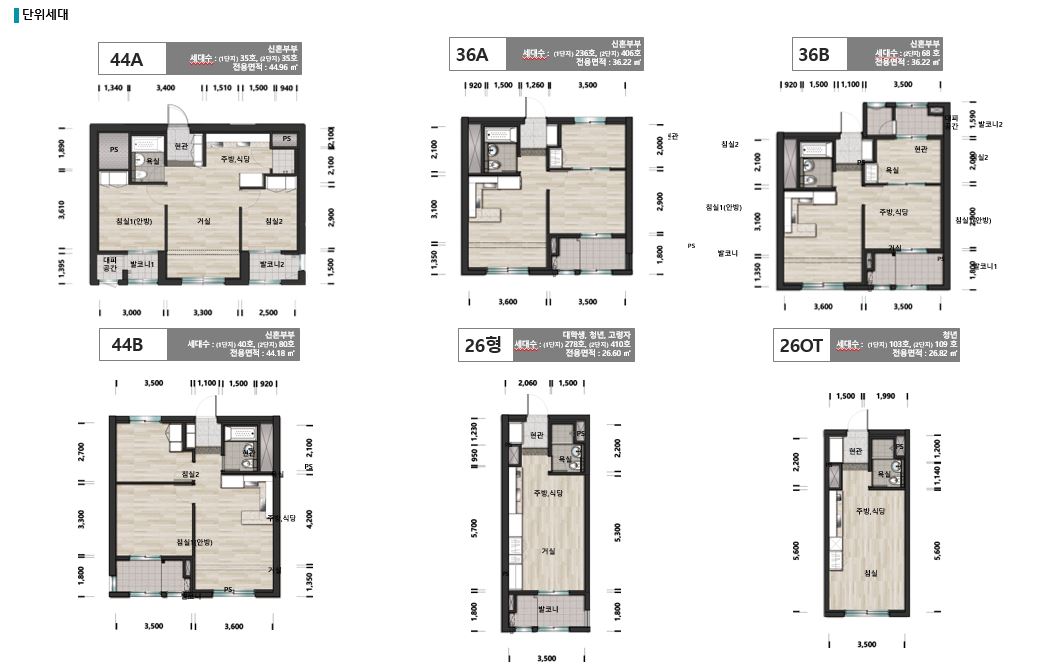 단위세대
44A
신혼부부
세대수 : (1단지) 35호, (2단지) 35호
전용면적 : 44.96 ㎡
1,340 3,400 1,510 1,500 940
1,890
3,610
1,395
PS
욕실
현관
주방,식당
PS
침실1(안방)
거실
침실2
대피
공간
발코니1
발코니2
2,100
2,100
2,900
1,500
3,000 3,300 2,500
36A
신혼부부
세대수 : (1단지) 236호, (2단지) 406호
전용면적 : 36.22 ㎡
920 1,500 1,260 3,500
2,100
3,100
1,350
2,000
2,900
1,800
현관
침실2
침실1(안방)
PS
발코니
3,600 3,500
36B
신혼부부
세대수 : (2단지) 68 호
전용면적 : 36.22 ㎡
920 1,500 1,100 3,500
2,100
3,100
1,350
PS
대피
공간
발코니2
현관
욕실
침실2
주방,식당
침실1(안방)
거실
PS
발코니1
1,590
2,000
2,900
1,800
3,600 3,500
44B
신혼부부
세대수 : (1단지) 40호, (2단지) 80호
전용면적 : 44.18 ㎡
3,500 1,100 1,500 920
2,700
3,300
1,800
현관
PS
침실2
욕실
주방,식당
침실1(안방)
거실
PS
발코니
2,100
4,200
1,350
3,500 3,600
26형
대학생, 청년, 고령자
세대수 : (1단지) 278호, (2단지) 410호
전용면적 : 26.60 ㎡
2,060 1,500
1,230
950
5,700
1,800
현관
PS
욕실
주방,식당
거실
발코니
2,200
5,300
1,800
3,500
26OT
청년
세대수 : (1단지) 103호, (2단지) 109 호
전용면적 : 26.82 ㎡
1,500 1,990
2,200
5,600
현관
PS
욕실
주방,식당
침실
1,200
1,140
5,600
3,500